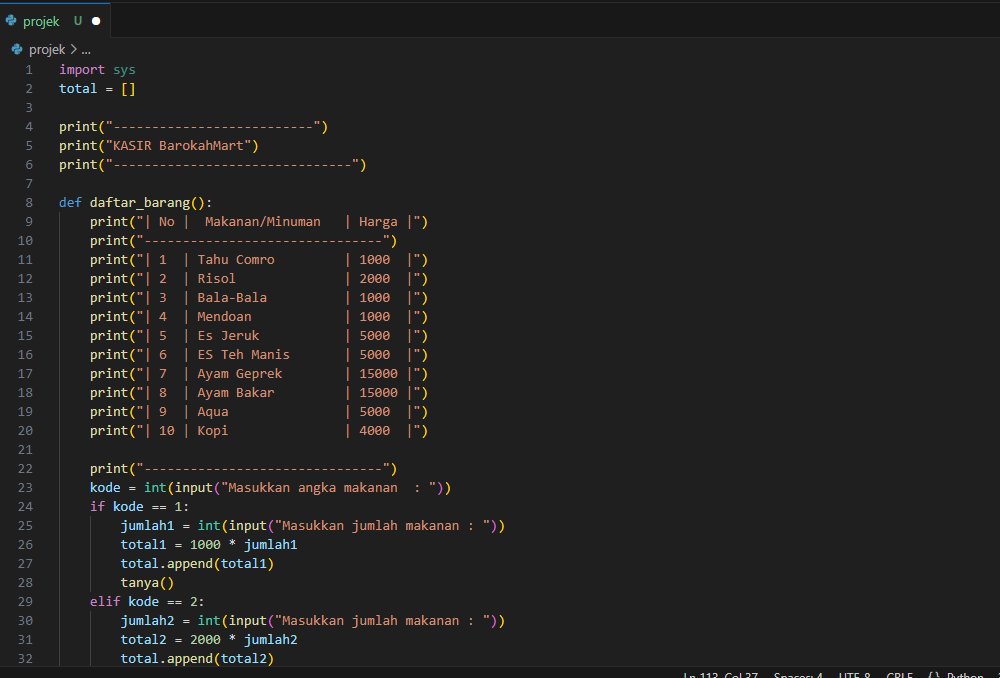 projek U
projek > ...
1 import sys
2 total = []
3
4 print("--------------------------")
5 print("KASIR BarokahMart")
6 print("-------------------------------")
7
8 def daftar_barang():
9     print("| No |  Makanan/Minuman   | Harga |")
10     print("-------------------------------")
11     print("| 1  | Tahu Comro         | 1000  |")
12     print("| 2  | Risol              | 2000  |")
13     print("| 3  | Bala-Bala          | 1000  |")
14     print("| 4  | Mendoan            | 1000  |")
15     print("| 5  | Es Jeruk           | 5000  |")
16     print("| 6  | ES Teh Manis       | 5000  |")
17     print("| 7  | Ayam Geprek        | 15000 |")
18     print("| 8  | Ayam Bakar         | 15000 |")
19     print("| 9  | Aqua               | 5000  |")
20     print("| 10 | Kopi               | 4000  |")
21
22     print("-------------------------------")
23     kode = int(input("Masukkan angka makanan  : "))
24     if kode == 1:
25         jumlah1 = int(input("Masukkan jumlah makanan : "))
26         total1 = 1000 * jumlah1
27         total.append(total1)
28         tanya()
29     elif kode == 2:
30         jumlah2 = int(input("Masukkan jumlah makanan : "))
31         total2 = 2000 * jumlah2
32         total.append(total2)
Ln 113, Col 37 Spaces: 4 UTF-8 CRLF {} Python